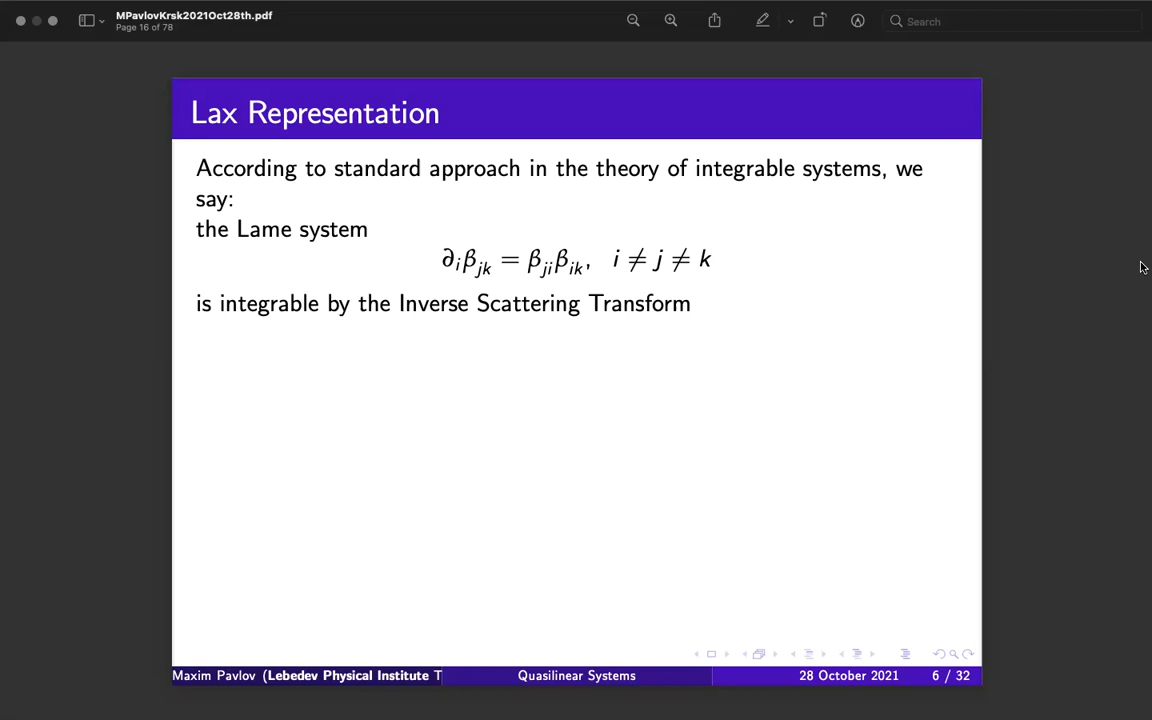 MPavlovKrsk2021Oct28th.pdf
Page 16 of 78
Search
Lax Representation
According to standard approach in the theory of integrable systems, we
say:
the Lame system
∂ᵢβⱼₖ = βⱼᵢβᵢₖ, i ≠ j ≠ k
is integrable by the Inverse Scattering Transform
Maxim Pavlov (Lebedev Physical Institute T
Quasilinear Systems
28 October 2021
6 / 32